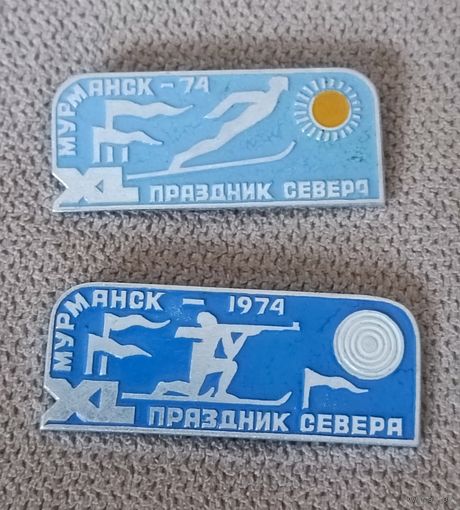 МУРМАНСК – 74
XL ПРАЗДНИК СЕВЕРА
МУРМАНСК – 1974
XL ПРАЗДНИК СЕВЕРА